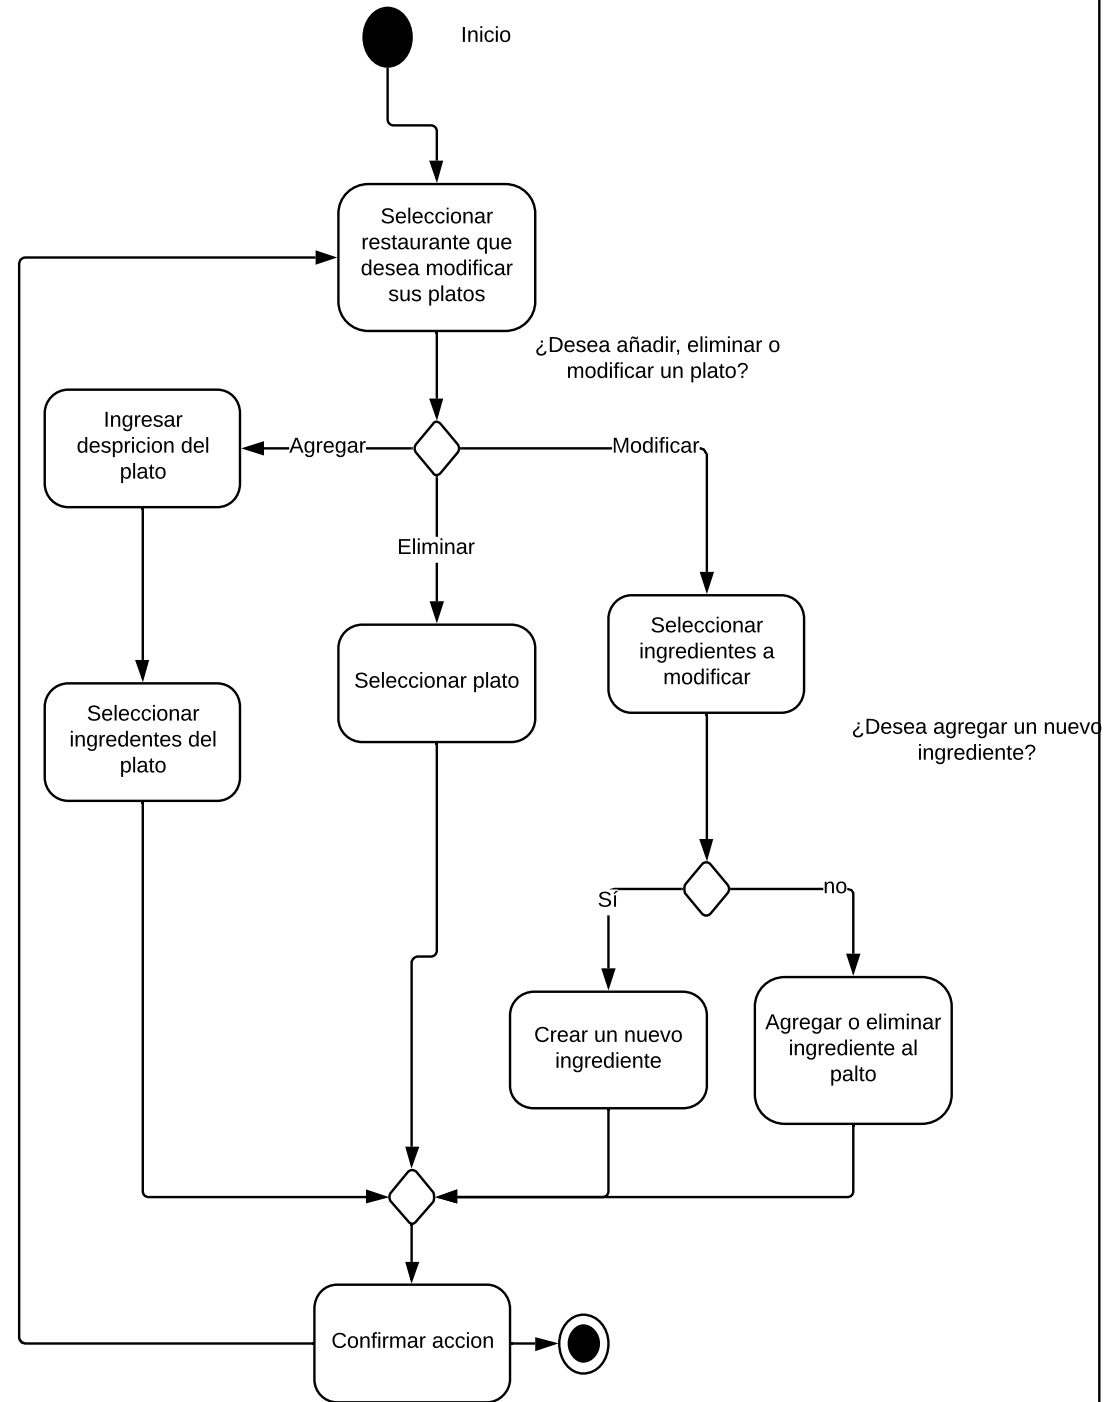 Inicio
Seleccionar
restaurante que
desea modificar
sus platos
¿Desea añadir, eliminar o
modificar un plato?
Ingresar
despricion del
plato
Agregar
Modificar
Eliminar
Seleccionar
ingredientes a
modificar
Seleccionar plato
Seleccionar
ingredentes del
plato
¿Desea agregar un nuevo
ingrediente?
Sí
no
Crear un nuevo
ingrediente
Agregar o eliminar
ingrediente al
palto
Confirmar accion